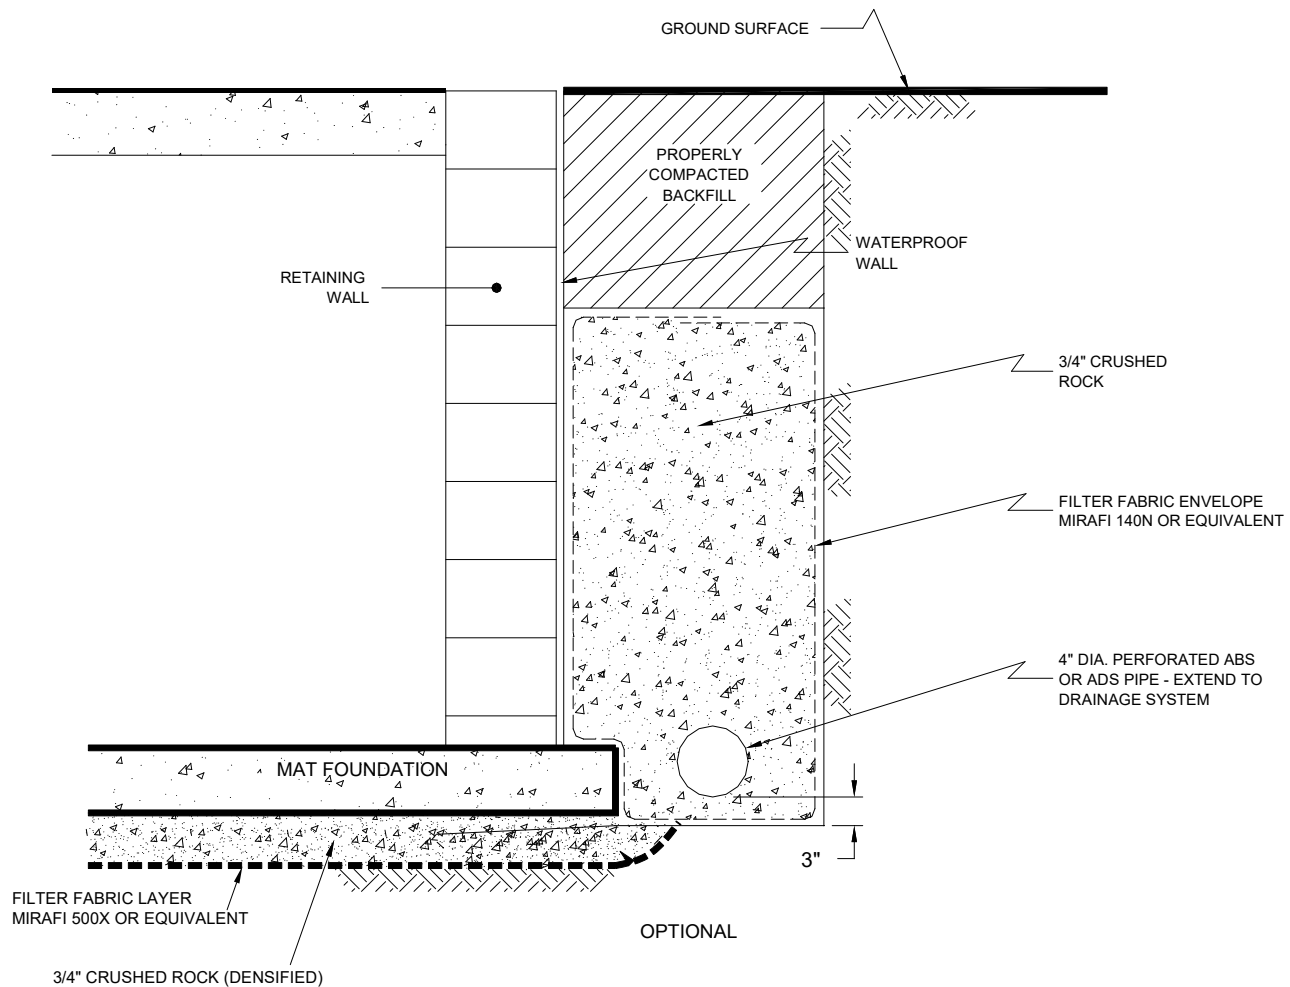 GROUND SURFACE
PROPERLY
COMPACTED
BACKFILL
WATERPROOF
WALL
RETAINING
WALL
3/4" CRUSHED
ROCK
FILTER FABRIC ENVELOPE
MIRAFI 140N OR EQUIVALENT
4" DIA. PERFORATED ABS
OR ADS PIPE - EXTEND TO
DRAINAGE SYSTEM
MAT FOUNDATION
3"
FILTER FABRIC LAYER
MIRAFI 500X OR EQUIVALENT
OPTIONAL
3/4" CRUSHED ROCK (DENSIFIED)